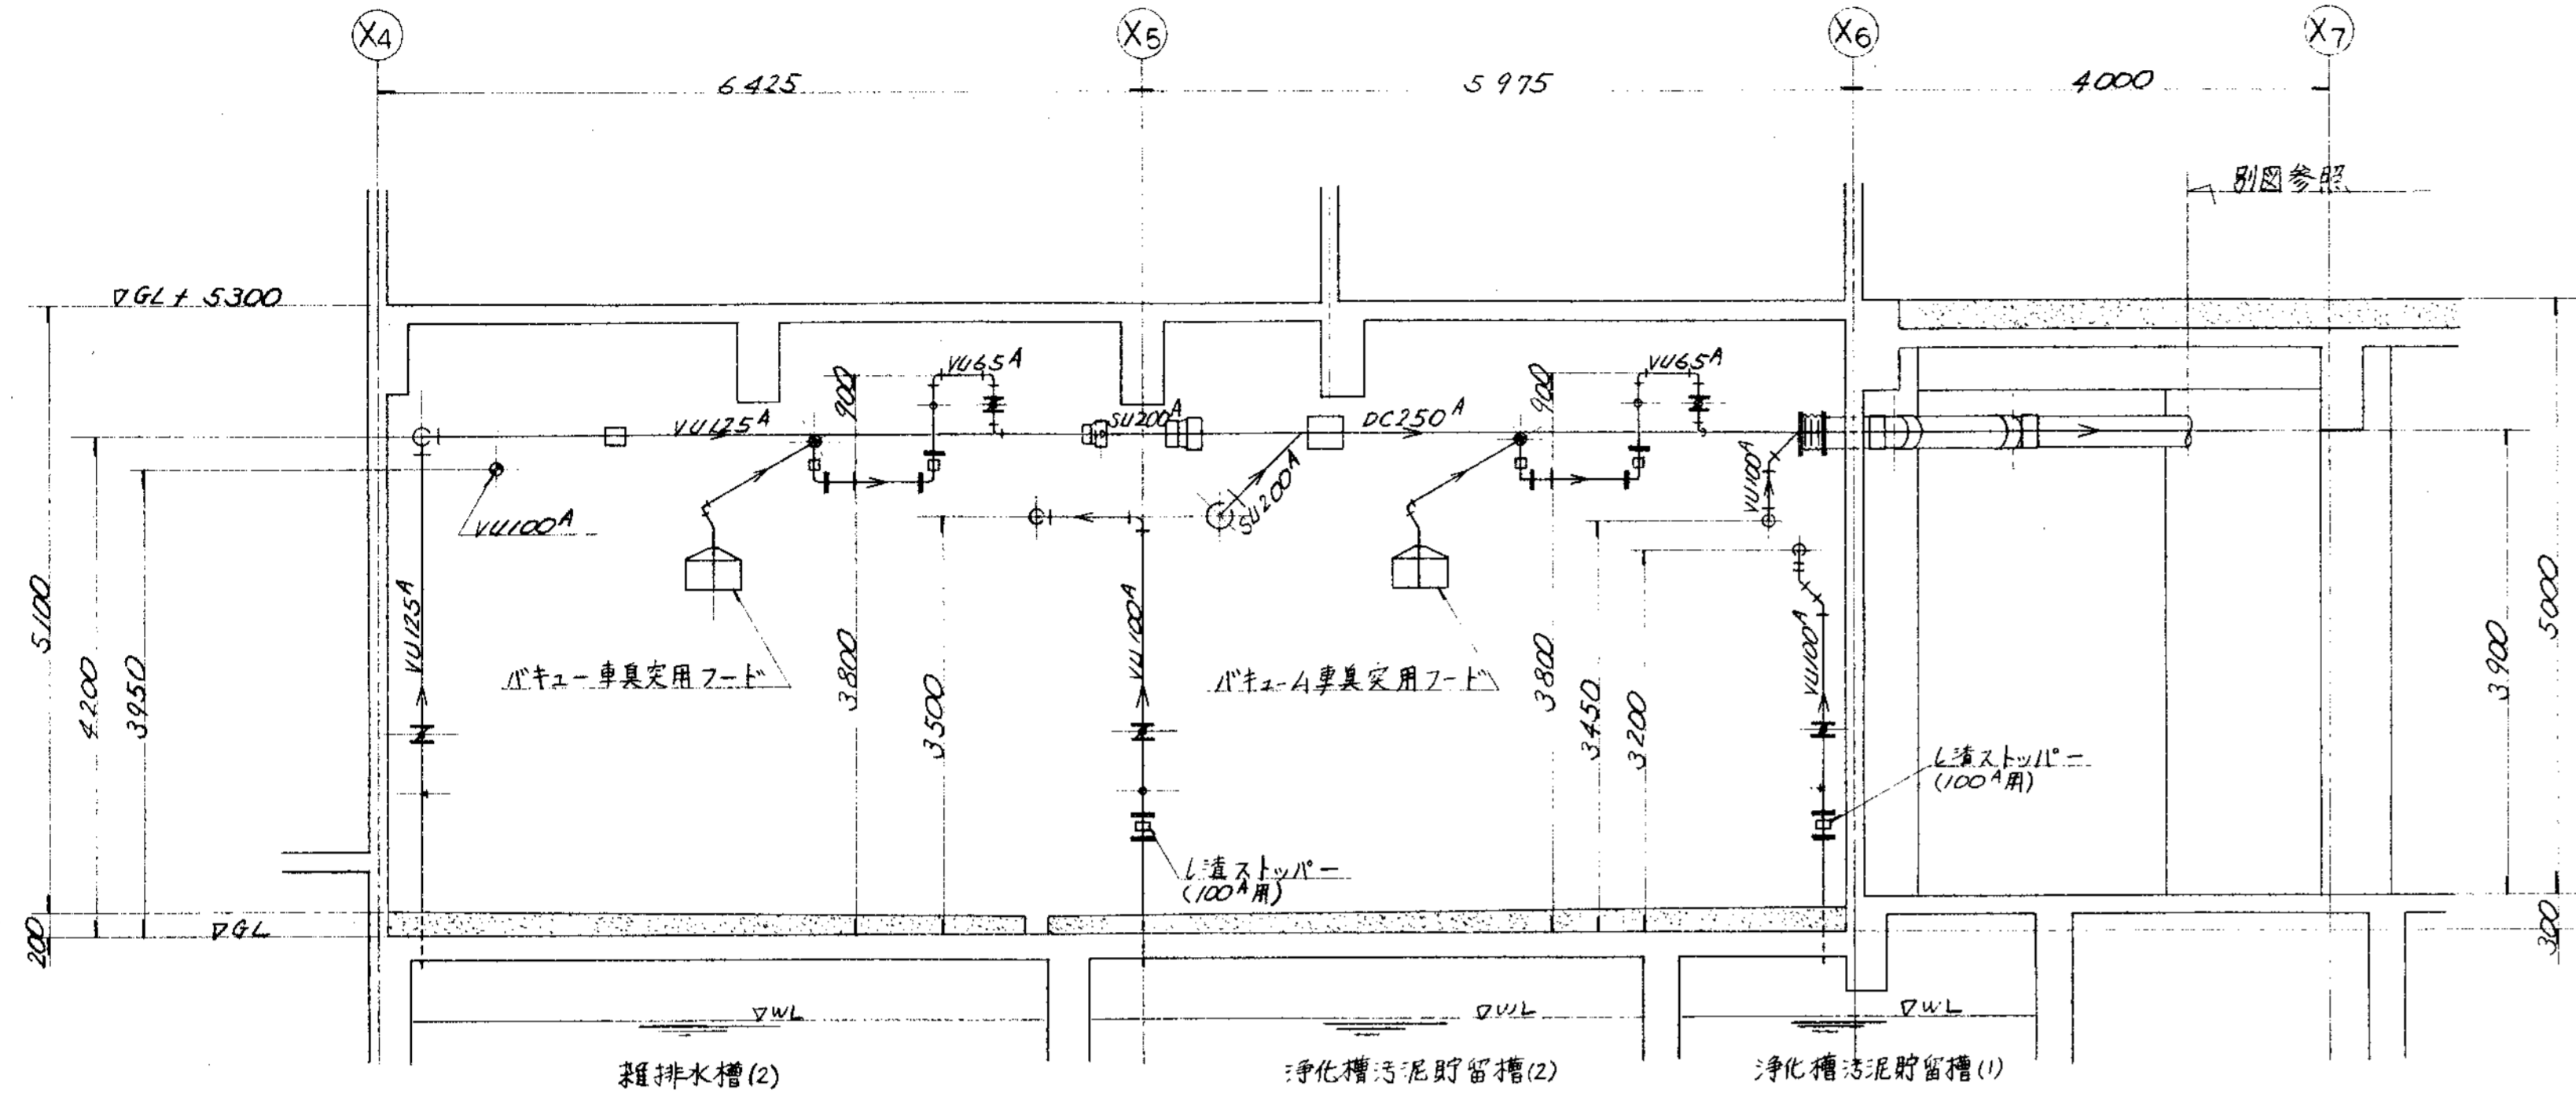 X4
X5
X6
X7
6425
5975
4000
別図参照
▽GL + 5300
VU65A
VU65A
900
900
VU125A
SU200A
DC250A
VU100A
SU200A
VU100A
5100
4200
3950
VU125A
バキュー車臭突用フード
3800
3500
VU100A
バキューム車臭突用フード
3800
3450
3200
VU100A
し渣ストッパー
(100A用)
3900
5000
し渣ストッパー
(100A用)
200
▽GL
300
▽WL
▽WL
▽WL
雑排水槽(2)
浄化槽汚泥貯留槽(2)
浄化槽汚泥貯留槽(1)